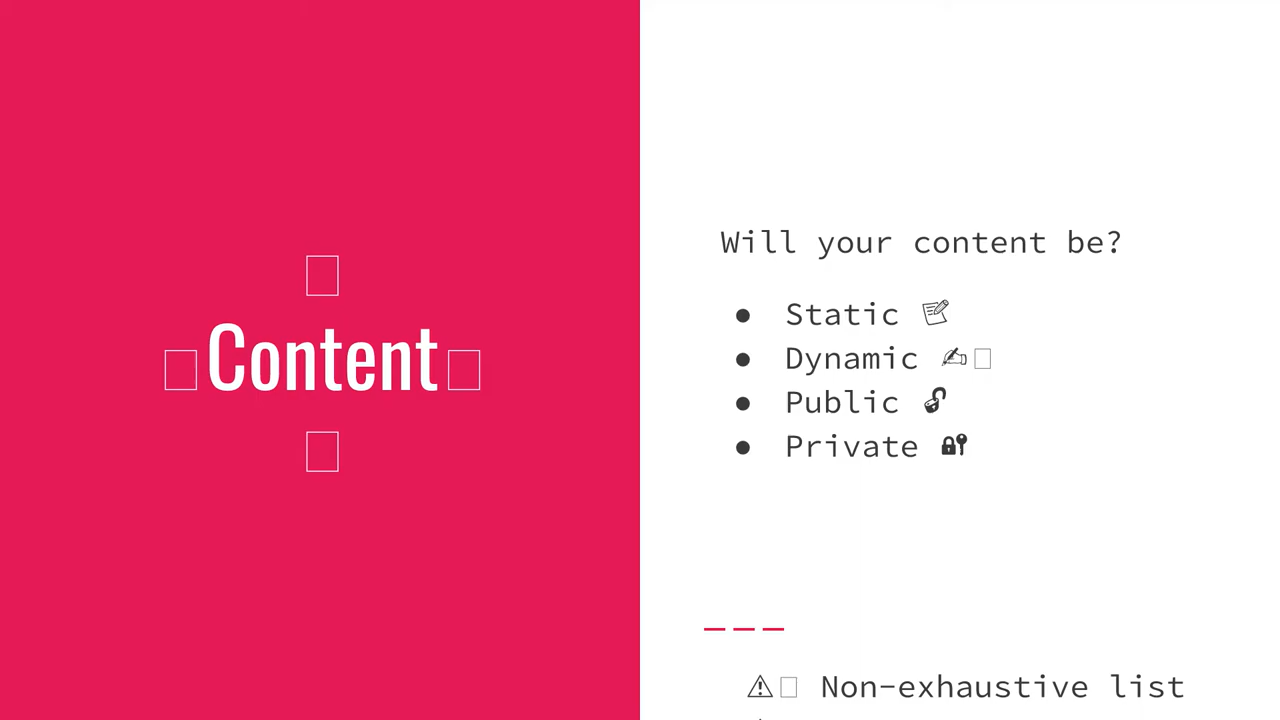 Content
Will your content be?
● Static 📝
● Dynamic ✍
● Public 🔓
● Private 🔐
⚠ Non-exhaustive list